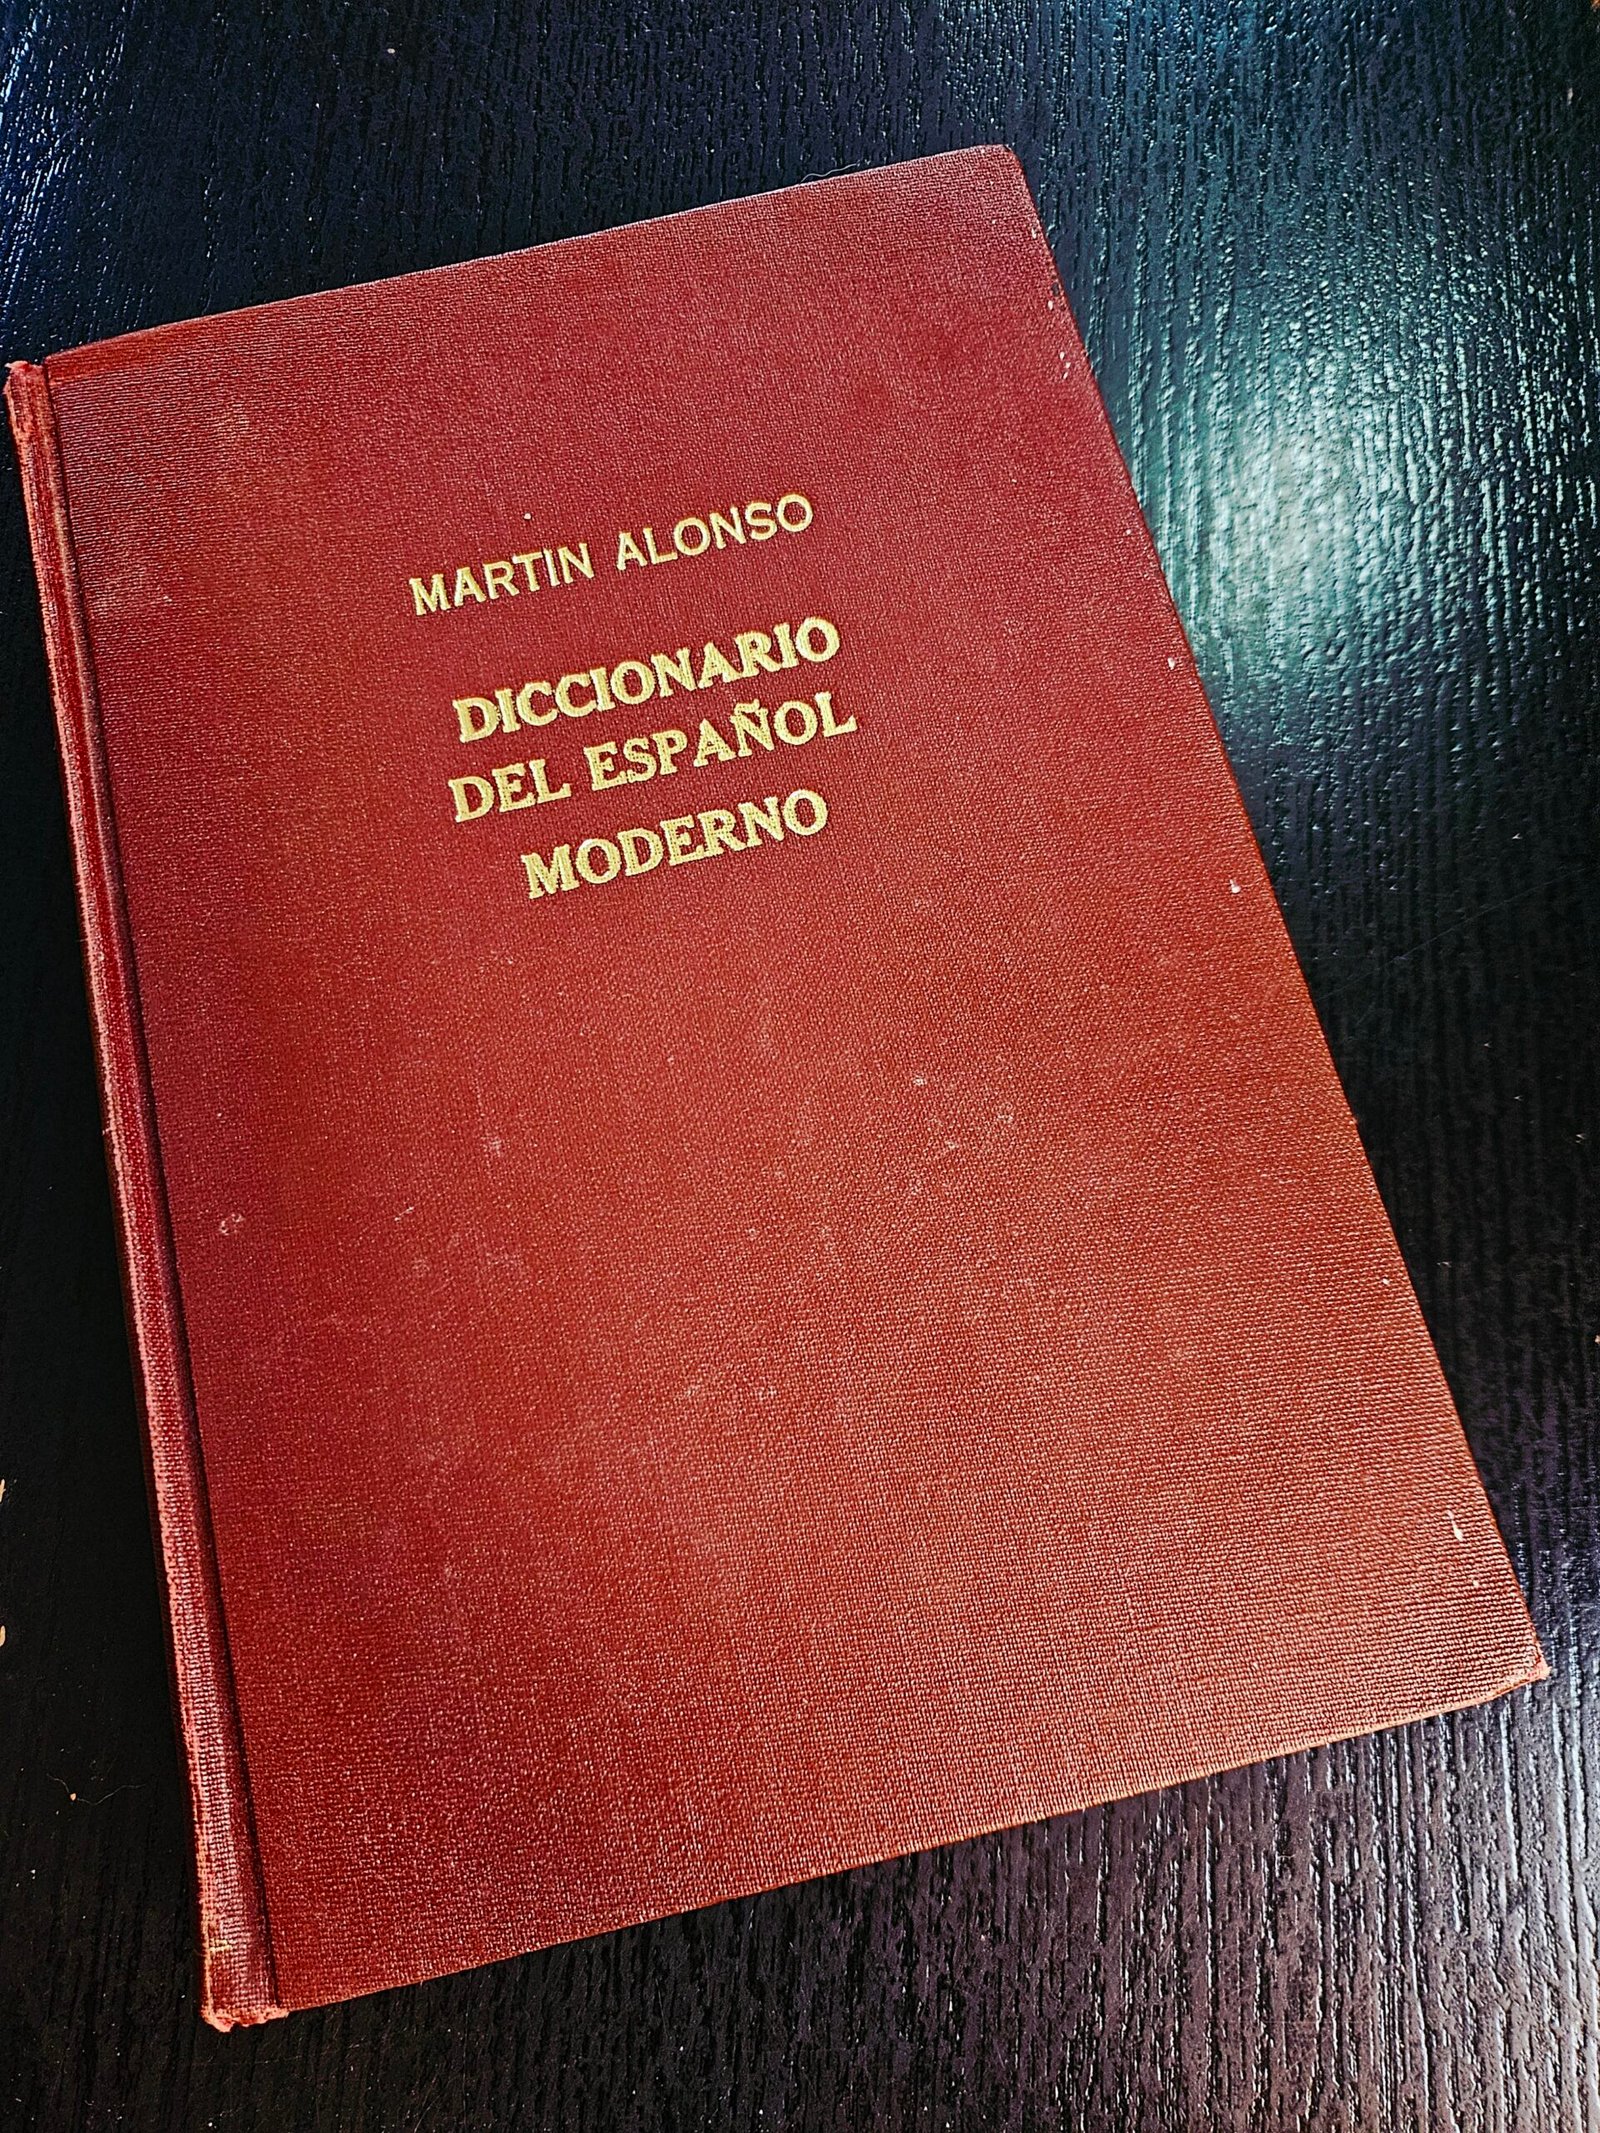 MARTIN ALONSO
DICCIONARIO
DEL ESPAÑOL
MODERNO